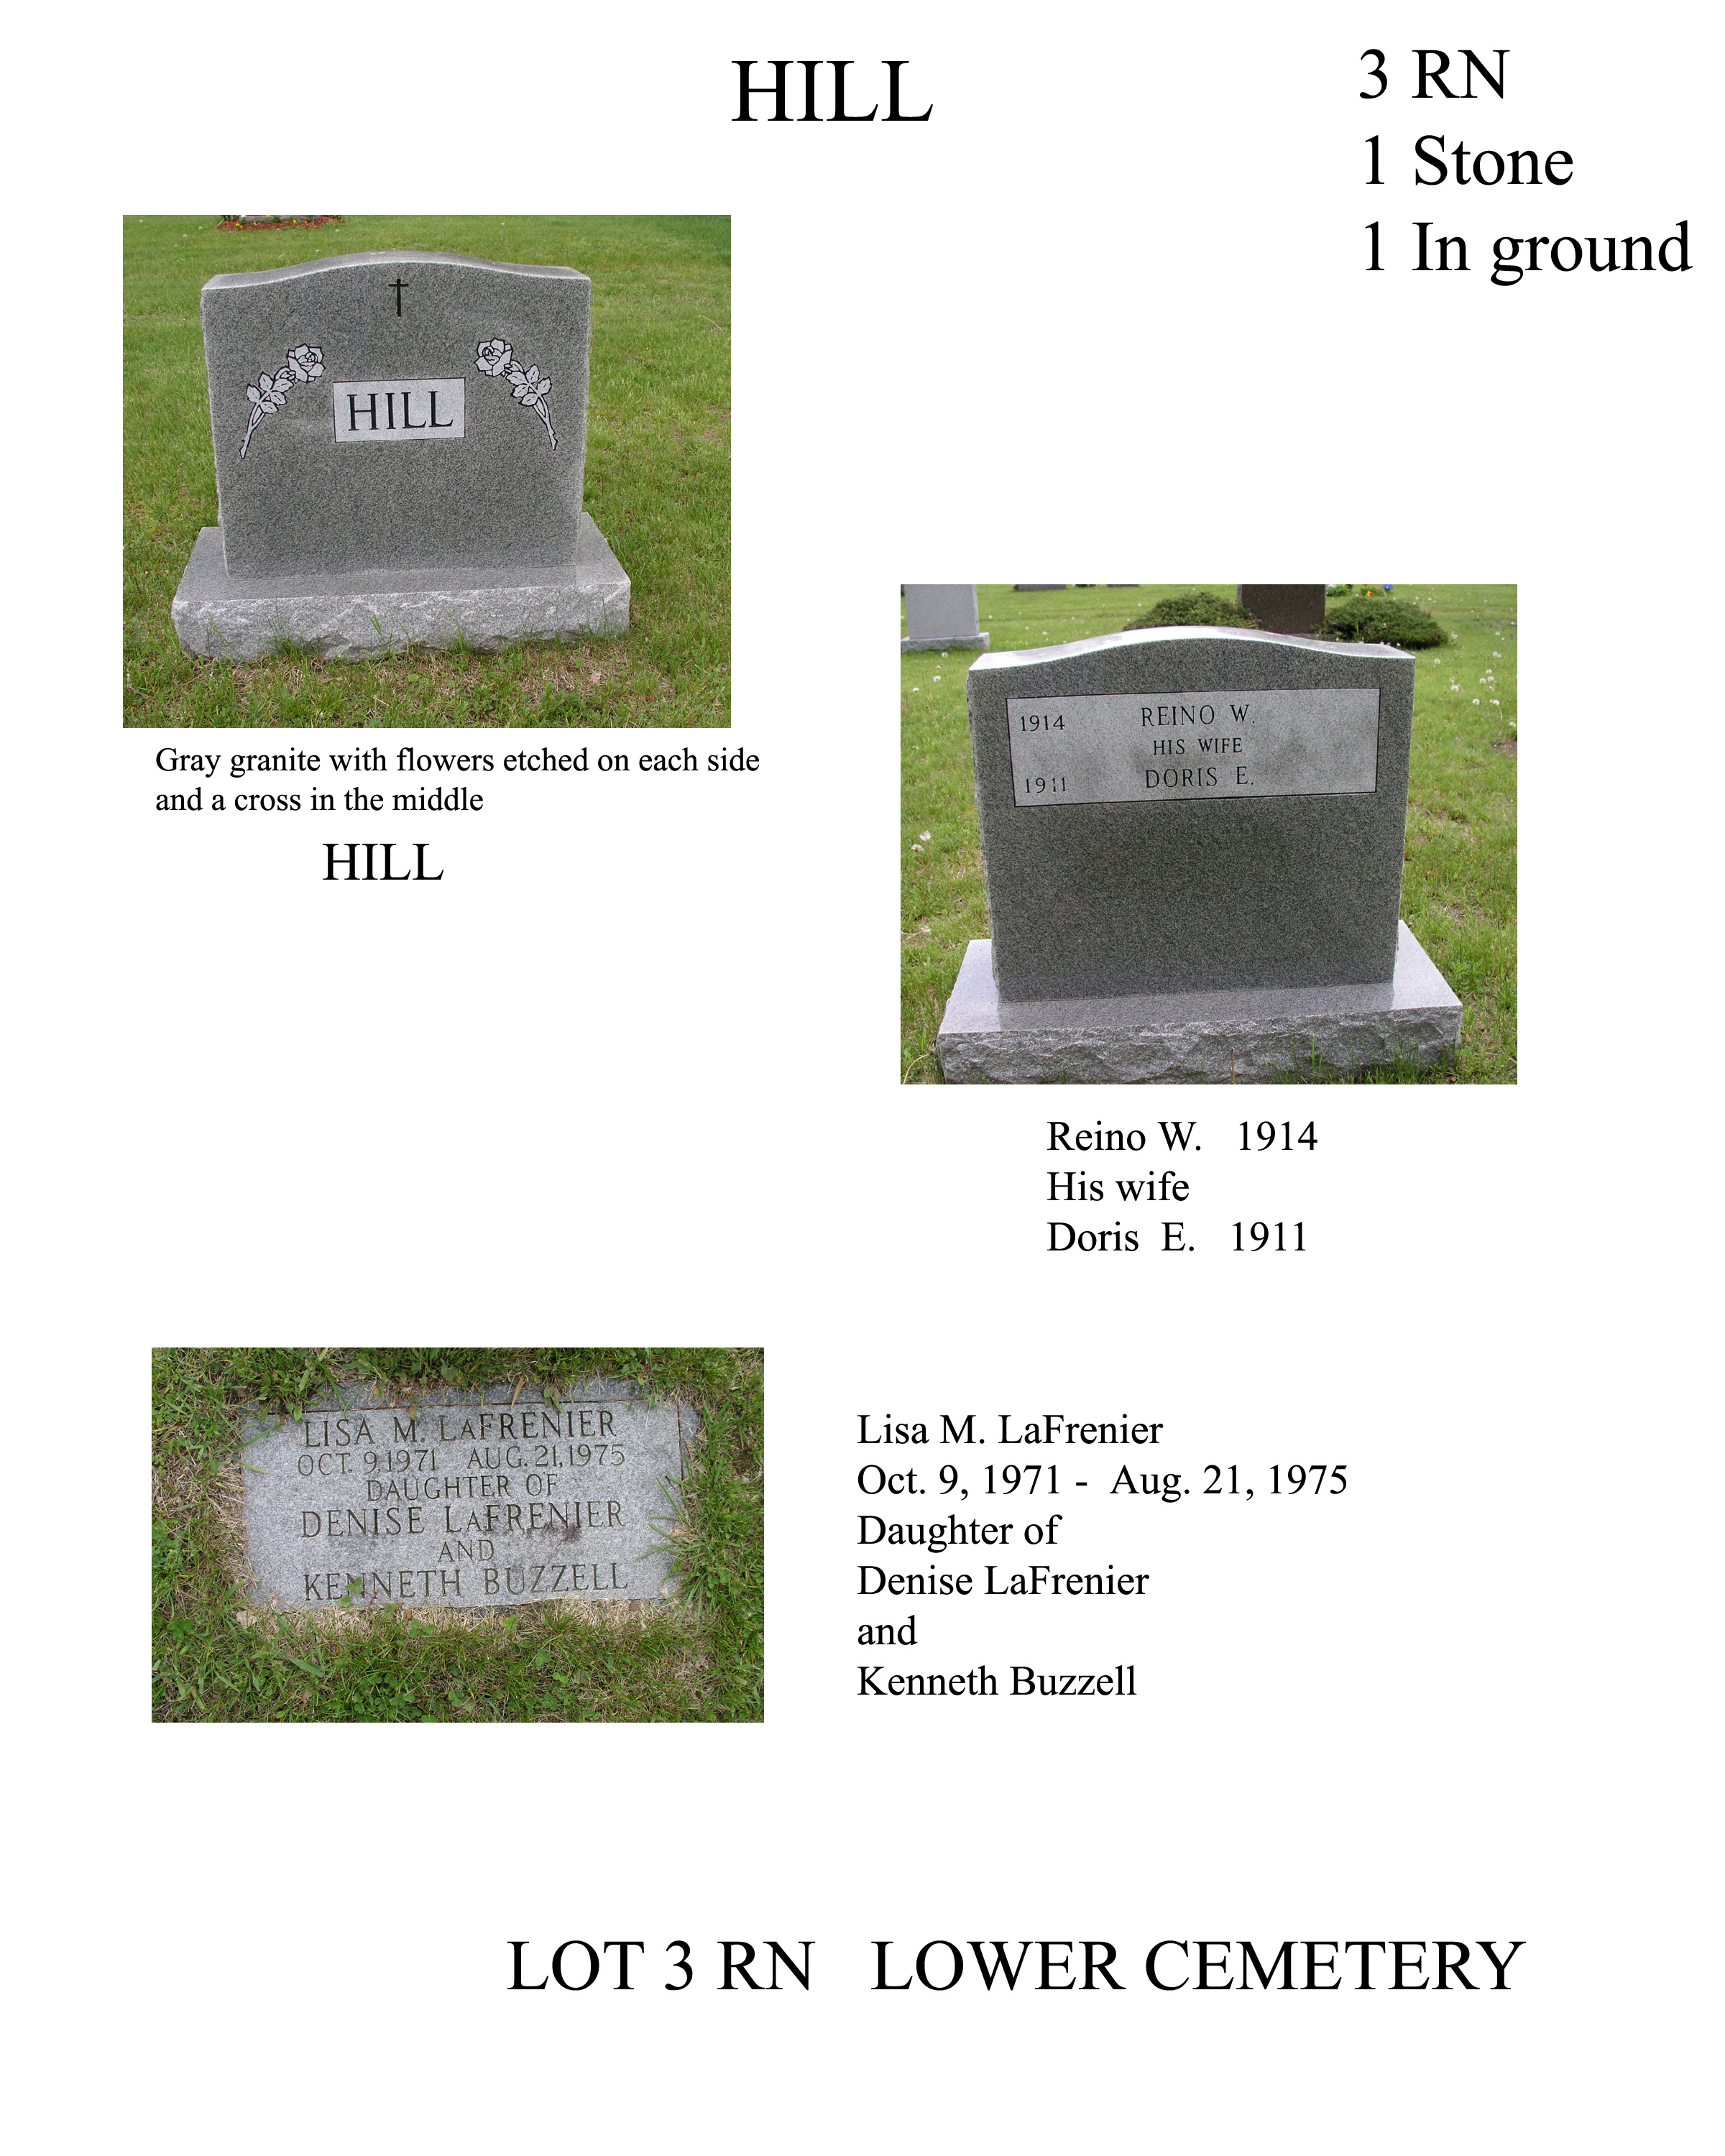 HILL
3 RN
1 Stone
1 In ground
HILL
Gray granite with flowers etched on each side
and a cross in the middle
HILL
1914 REINO W.
HIS WIFE
1911 DORIS E.
Reino W. 1914
His wife
Doris E. 1911
LISA M. LAFRENIER
OCT. 9,1971 AUG. 21, 1975
DAUGHTER OF
DENISE LAFRENIER
AND
KENNETH BUZZELL
Lisa M. LaFrenier
Oct. 9, 1971 - Aug. 21, 1975
Daughter of
Denise LaFrenier
and
Kenneth Buzzell
LOT 3 RN LOWER CEMETERY